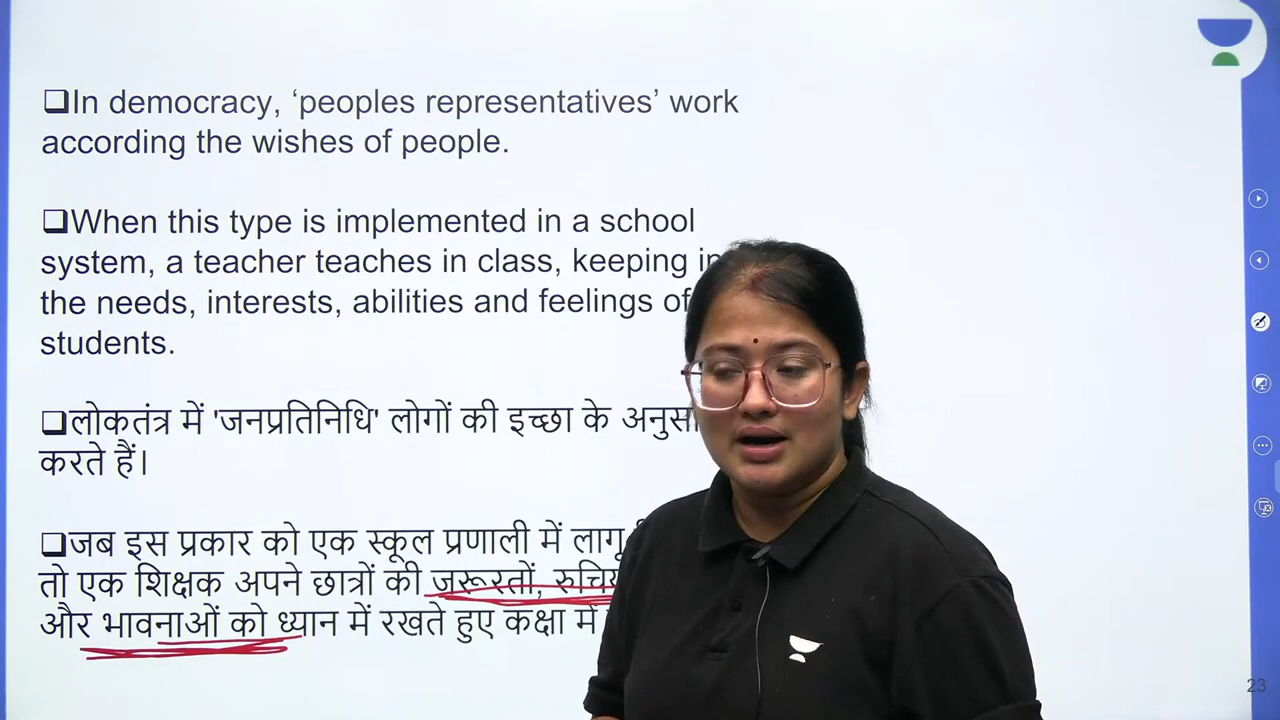 ❑In democracy, ‘peoples representatives’ work
according the wishes of people.
❑When this type is implemented in a school
system, a teacher teaches in class, keeping in
the needs, interests, abilities and feelings of
students.
❑लोकतंत्र में 'जनप्रतिनिधि' लोगों की इच्छा के
करते हैं।
❑जब इस प्रकार को एक स्कूल प्रणाली में लागू
तो एक शिक्षक अपने छात्रों की जरूरतों,
और भावनाओं को ध्यान में रखते हुए कक्षा में
23